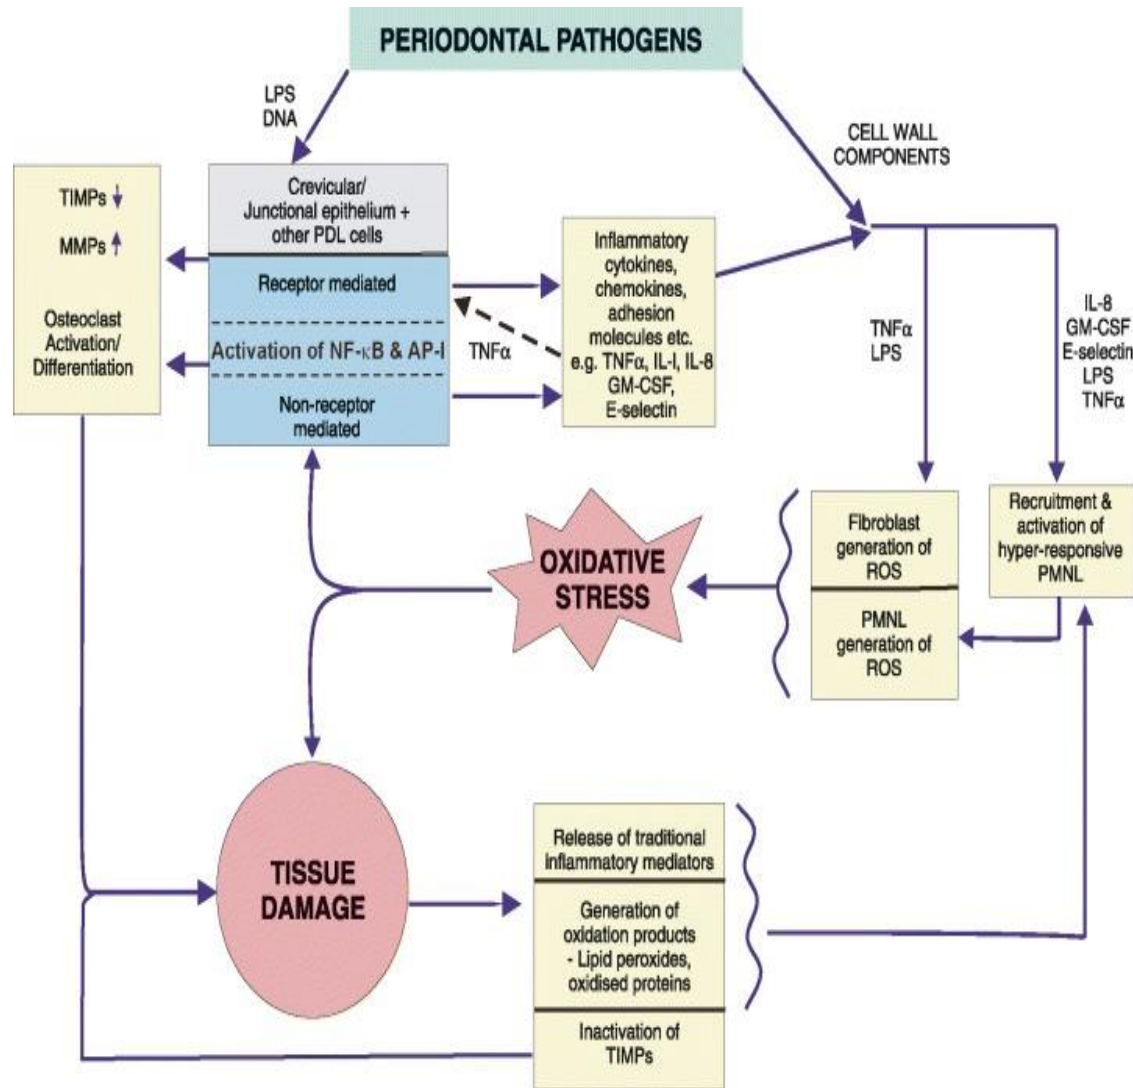 PERIODONTAL PATHOGENS
LPS
DNA
CELL WALL
COMPONENTS
TIMPs ↓
MMPs ↑
Osteoclast
Activation/
Differentiation
Crevicular/
Junctional epithelium +
other PDL cells
Receptor mediated
Activation of NF-κB & AP-I
Non-receptor
mediated
TNFα
Inflammatory
cytokines,
chemokines,
adhesion
molecules etc.
e.g. TNFα, IL-I, IL-8
GM-CSF,
E-selectin
TNFα
LPS
IL-8
GM-CSF
E-selectin
LPS
TNFα
Fibroblast
generation of
ROS
PMNL
generation of
ROS
Recruitment &
activation of
hyper-responsive
PMNL
OXIDATIVE
STRESS
TISSUE
DAMAGE
Release of traditional
inflammatory mediators
Generation of
oxidation products
- Lipid peroxides,
oxidised proteins
Inactivation of
TIMPs